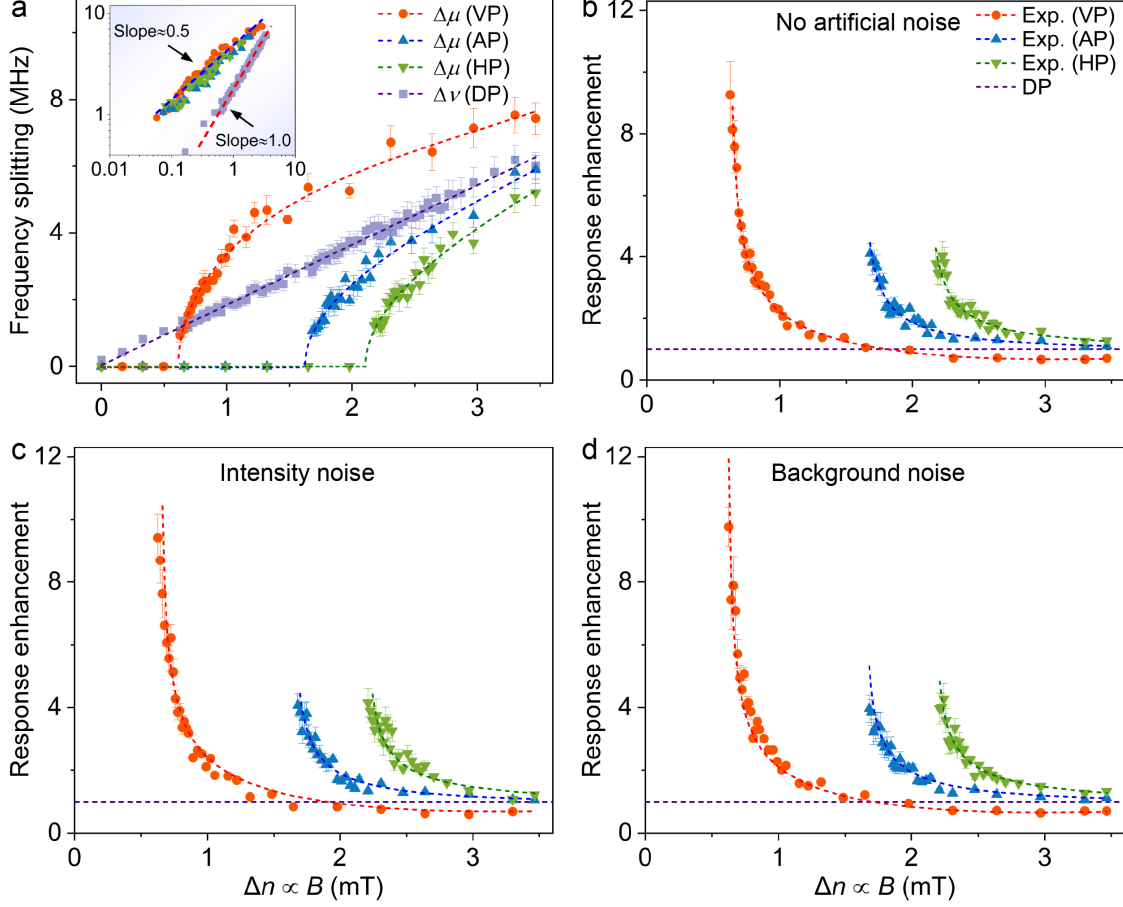 a
Frequency splitting (MHz)
8
4
0
0
1
2
3
10
1
0.01
0.1
1
10
Slope≈0.5
Slope≈1.0
Δμ (VP)
Δμ (AP)
Δμ (HP)
Δν (DP)
b
No artificial noise
Response enhancement
12
8
4
0
0
1
2
3
Exp. (VP)
Exp. (AP)
Exp. (HP)
DP
c
Intensity noise
Response enhancement
12
8
4
0
0
1
2
3
Δn ∝ B (mT)
d
Background noise
Response enhancement
12
8
4
0
0
1
2
3
Δn ∝ B (mT)